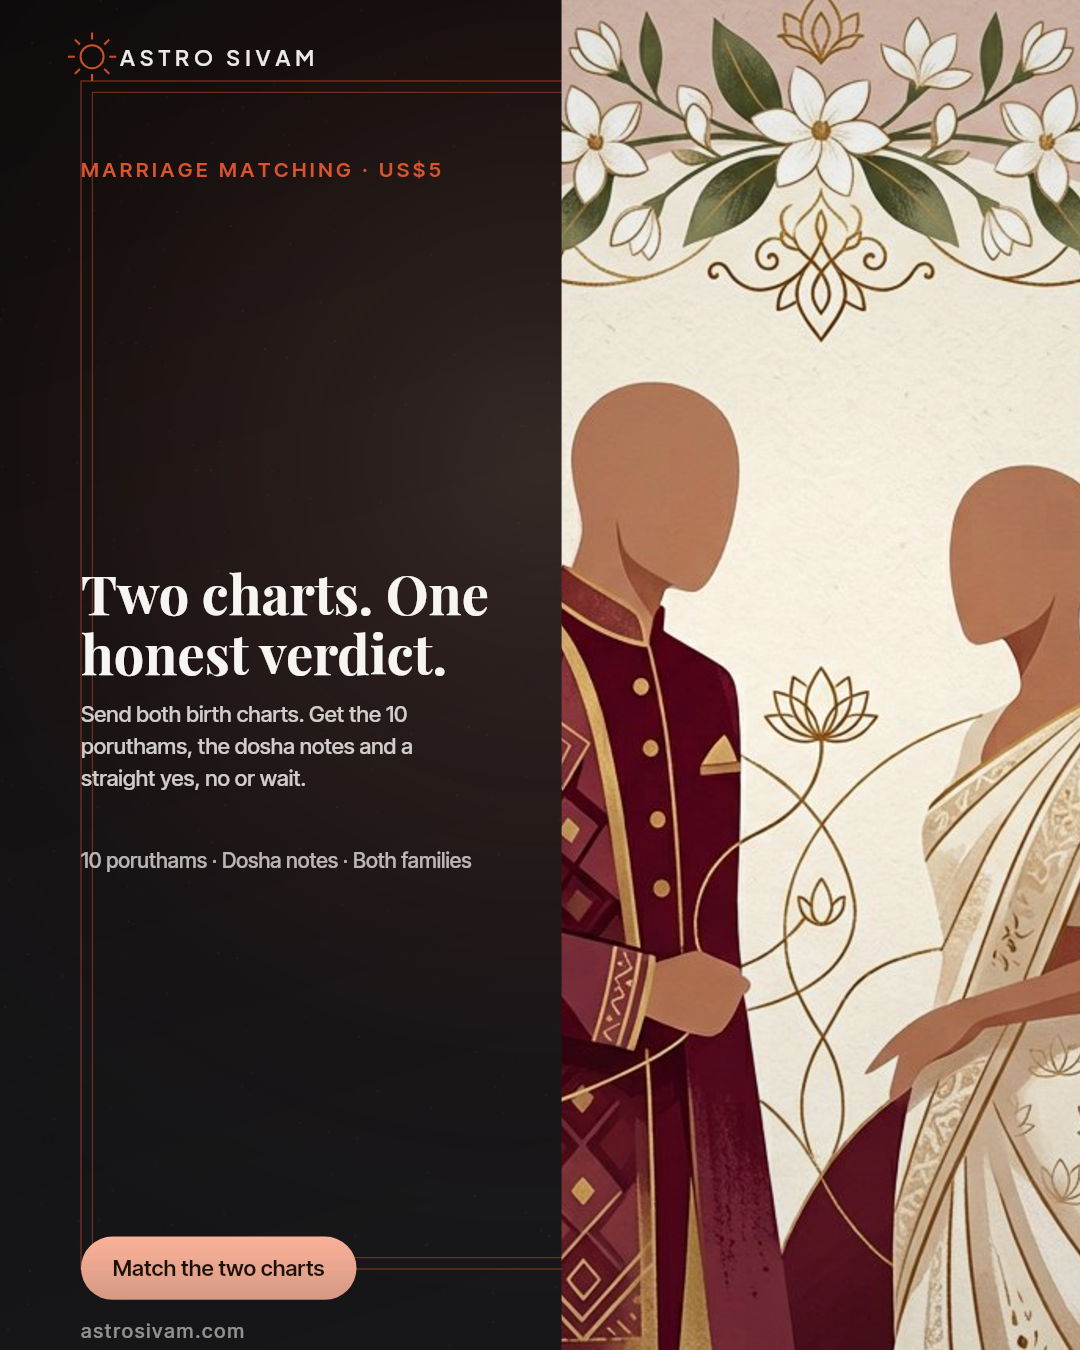 ASTRO SIVAM
MARRIAGE MATCHING · US$5
Two charts. One
honest verdict.
Send both birth charts. Get the 10
poruthams, the dosha notes and a
straight yes, no or wait.
10 poruthams · Dosha notes · Both families
Match the two charts
astrosivam.com